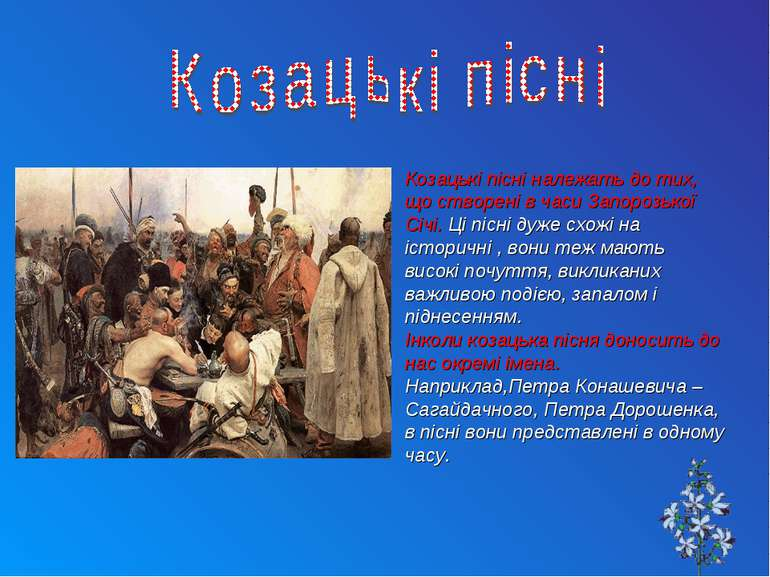 Козацькі пісні
Козацькі пісні належать до тих,
що створені в часи Запорозької
Січі. Ці пісні дуже схожі на
історичні , вони теж мають
високі почуття, викликаних
важливою подією, запалом і
піднесенням.
Інколи козацька пісня доносить до
нас окремі імена.
Наприклад,Петра Конашевича –
Сагайдачного, Петра Дорошенка,
в пісні вони представлені в одному
часу.